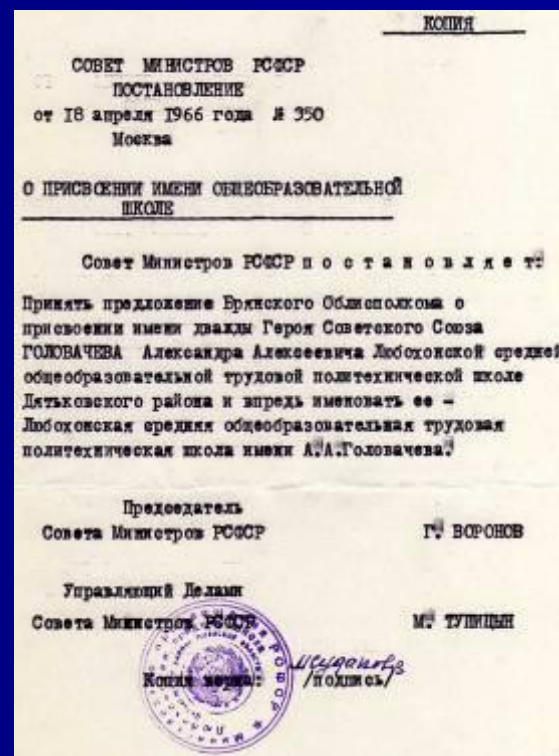 КОПИЯ
СОВЕТ МИНИСТРОВ РСФСР
ПОСТАНОВЛЕНИЕ
от 18 апреля 1966 года № 350
Москва
О ПРИСВОЕНИИ ИМЕНИ ОБЩЕОБРАЗОВАТЕЛЬНОЙ
ШКОЛЕ
Совет Министров РСФСР п о с т а н о в л я е т:
Принять предложение Брянского Облисполкома о
присвоении имени дважды Героя Советского Союза
ГОЛОВАЧЕВА Александра Алексеевича Любохонской средней
общеобразовательной трудовой политехнической школе
Дятьковского района и впредь именовать ее -
Любохонская средняя общеобразовательная трудовая
политехническая школа имени А.А.Головачева.
Председатель
Совета Министров РСФСР Г. ВОРОНОВ
Управляющий Делами
Совета Министров РСФСР М. ТУПИЦЫН
Копия верна: /подпись/